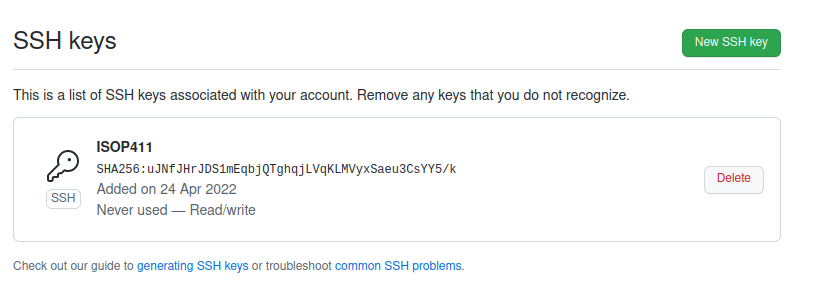 SSH keys
New SSH key
This is a list of SSH keys associated with your account. Remove any keys that you do not recognize.
ISOP411
SHA256:uJNfJHrJDS1mEqbjQTghqjLVqKLMVyxSaeu3CsYY5/k
SSH
Added on 24 Apr 2022
Never used — Read/write
Delete
Check out our guide to generating SSH keys or troubleshoot common SSH problems.